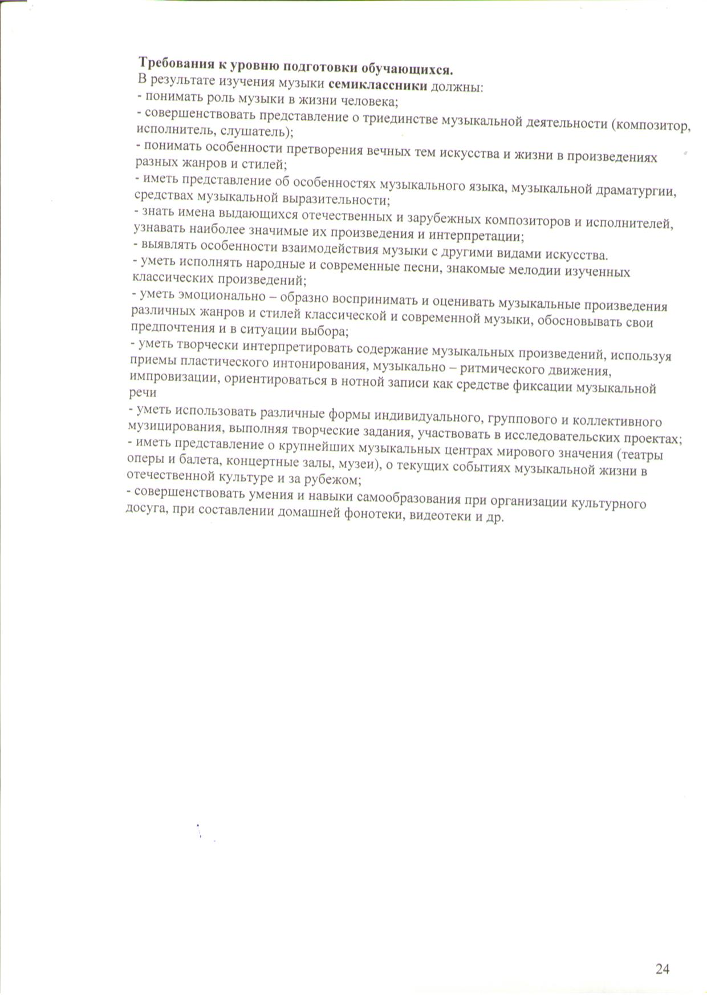 Требования к уровню подготовки обучающихся.
В результате изучения музыки семиклассники должны:
- понимать роль музыки в жизни человека;
- совершенствовать представление о триединстве музыкальной деятельности (композитор,
исполнитель, слушатель);
- понимать особенности претворения вечных тем искусства и жизни в произведениях
разных жанров и стилей;
- иметь представление об особенностях музыкального языка, музыкальной драматургии,
средствах музыкальной выразительности;
- знать имена выдающихся отечественных и зарубежных композиторов и исполнителей,
узнавать наиболее значимые их произведения и интерпретации;
- выявлять особенности взаимодействия музыки с другими видами искусства.
- уметь исполнять народные и современные песни, знакомые мелодии изученных
классических произведений;
- уметь эмоционально – образно воспринимать и оценивать музыкальные произведения
различных жанров и стилей классической и современной музыки, обосновывать свои
предпочтения и в ситуации выбора;
- уметь творчески интерпретировать содержание музыкальных произведений, используя
приемы пластического интонирования, музыкально – ритмического движения,
импровизации, ориентироваться в нотной записи как средстве фиксации музыкальной
речи
- уметь использовать различные формы индивидуального, группового и коллективного
музицирования, выполняя творческие задания, участвовать в исследовательских проектах;
- иметь представление о крупнейших музыкальных центрах мирового значения (театры
оперы и балета, концертные залы, музеи), о текущих событиях музыкальной жизни в
отечественной культуре и за рубежом;
- совершенствовать умения и навыки самообразования при организации культурного
досуга, при составлении домашней фонотеки, видеотеки и др.
24